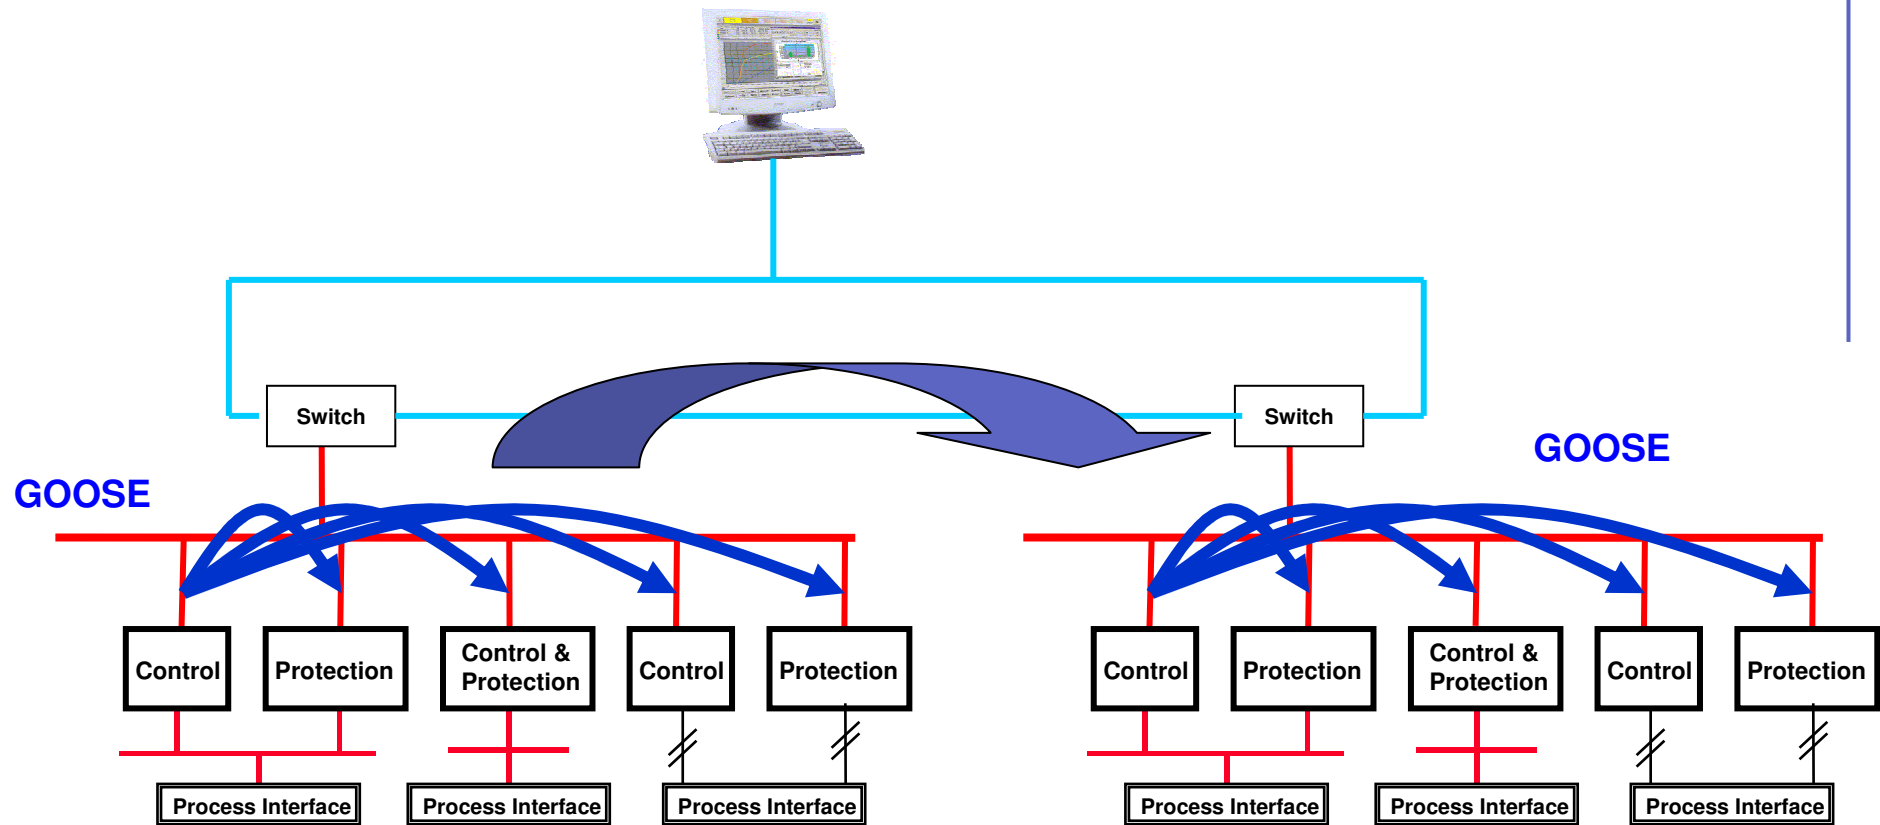 Switch
Switch
GOOSE
GOOSE
Control
Protection
Control &
Protection
Control
Protection
Control
Protection
Control &
Protection
Control
Protection
Process Interface
Process Interface
Process Interface
Process Interface
Process Interface
Process Interface